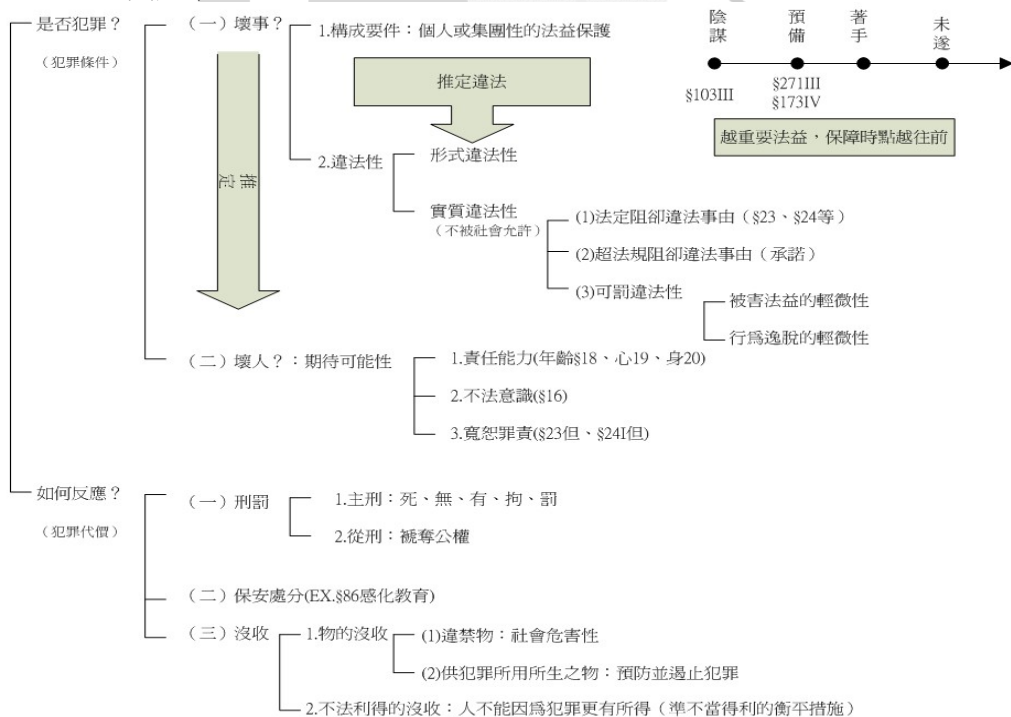 是否犯罪？
（犯罪條件）
（一）壞事？
1.構成要件：個人或集團性的法益保護
推定違法
陰謀
預備
著手
未遂
§103III
§271III
§173IV
越重要法益，保障時點越往前
推定
2.違法性
形式違法性
實質違法性
（不被社會允許）
(1)法定阻卻違法事由（§23、§24等）
(2)超法規阻卻違法事由（承諾）
(3)可罰違法性
被害法益的輕微性
行為逸脫的輕微性
（二）壞人？：期待可能性
1.責任能力(年齡§18、心19、身20)
2.不法意識(§16)
3.寬恕罪責(§23但、§24I但)
如何反應？
（犯罪代價）
（一）刑罰
1.主刑：死、無、有、拘、罰
2.從刑：褫奪公權
（二）保安處分(EX.§86感化教育)
（三）沒收
1.物的沒收
(1)違禁物：社會危害性
(2)供犯罪所用所生之物：預防並遏止犯罪
2.不法利得的沒收：人不能因為犯罪更有所得（準不當得利的衡平措施）